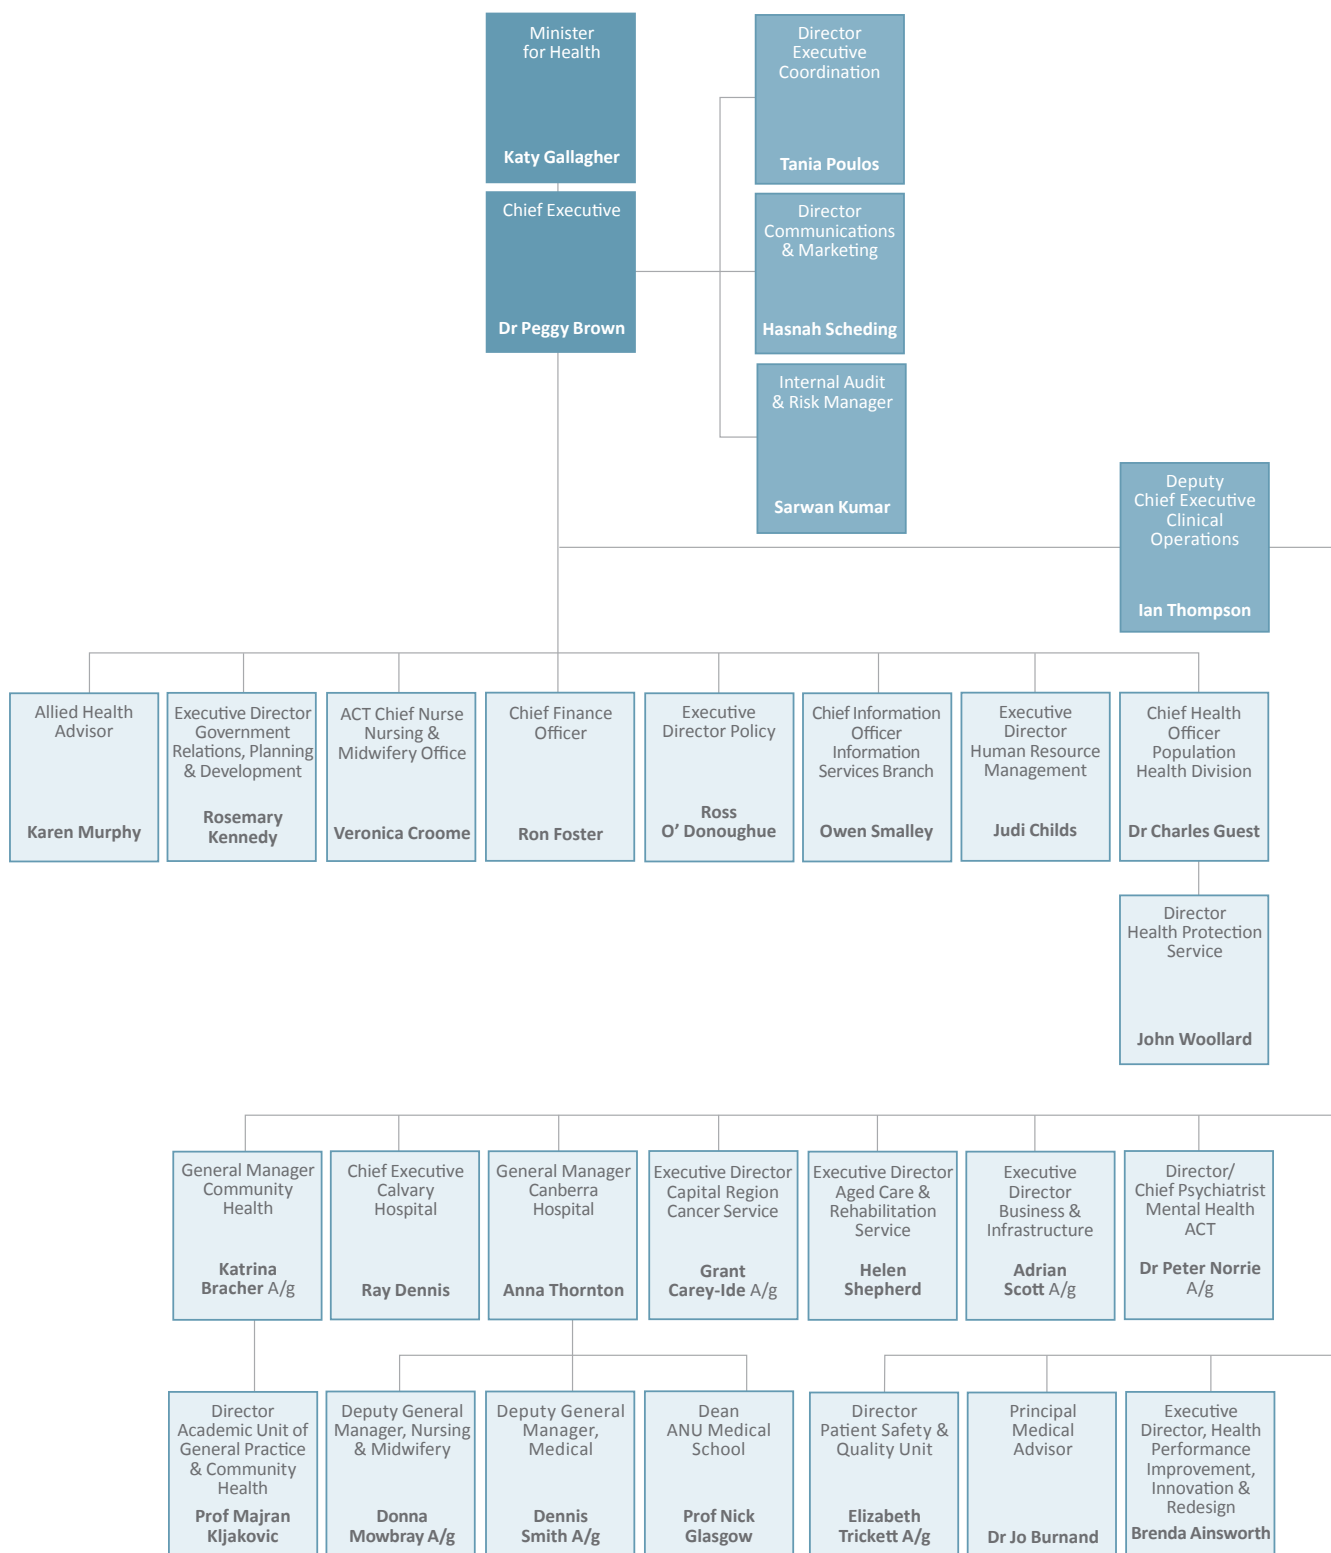 Minister
for Health
Katy Gallagher
Director
Executive
Coordination
Tania Poulos
Chief Executive
Dr Peggy Brown
Director
Communications
& Marketing
Hasnah Scheding
Internal Audit
& Risk Manager
Sarwan Kumar
Deputy
Chief Executive
Clinical
Operations
Ian Thompson
Allied Health
Advisor
Karen Murphy
Executive Director
Government
Relations, Planning
& Development
Rosemary
Kennedy
ACT Chief Nurse
Nursing &
Midwifery Office
Veronica Croome
Chief Finance
Officer
Ron Foster
Executive
Director Policy
Ross
O’ Donoughue
Chief Information
Officer
Information
Services Branch
Owen Smalley
Executive
Director
Human Resource
Management
Judi Childs
Chief Health
Officer
Population
Health Division
Dr Charles Guest
Director
Health Protection
Service
John Woollard
General Manager
Community
Health
Katrina
Bracher A/g
Chief Executive
Calvary
Hospital
Ray Dennis
General Manager
Canberra
Hospital
Anna Thornton
Executive Director
Capital Region
Cancer Service
Grant
Carey-Ide A/g
Executive Director
Aged Care &
Rehabilitation
Service
Helen
Shepherd
Executive
Director
Business &
Infrastructure
Adrian
Scott A/g
Director/
Chief Psychiatrist
Mental Health
ACT
Dr Peter Norrie
A/g
Director
Academic Unit of
General Practice
& Community
Health
Prof Majran
Kljakovic
Deputy General
Manager, Nursing
& Midwifery
Donna
Mowbray A/g
Deputy General
Manager,
Medical
Dennis
Smith A/g
Dean
ANU Medical
School
Prof Nick
Glasgow
Director
Patient Safety &
Quality Unit
Elizabeth
Trickett A/g
Principal
Medical
Advisor
Dr Jo Burnand
Executive
Director, Health
Performance
Improvement,
Innovation &
Redesign
Brenda Ainsworth